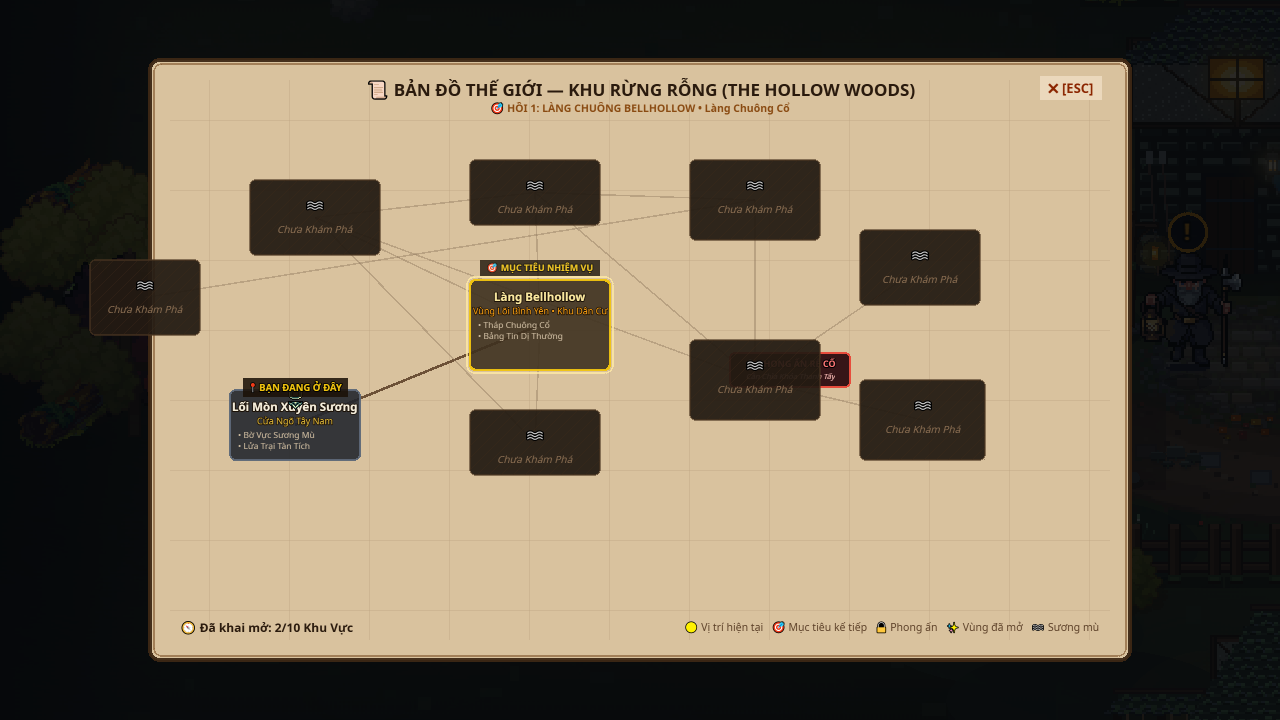 BẢN ĐỒ THẾ GIỚI — KHU RỪNG RỖNG (THE HOLLOW WOODS)
✕ [ESC]
HỒI 1: LÀNG CHUÔNG BELLHOLLOW • Làng Chuông Cổ
Chưa Khám Phá
Chưa Khám Phá
Chưa Khám Phá
Chưa Khám Phá
Chưa Khám Phá
MỤC TIÊU NHIỆM VỤ
Làng Bellhollow
Vùng Lõi Bình Yên • Khu Dân Cư
• Tháp Chuông Cổ
• Bảng Tin Dị Thường
CỔ
Tây
Chưa Khám Phá
BẠN ĐANG Ở ĐÂY
Lối Mòn Xuyên Sương
Cửa Ngõ Tây Nam
• Bờ Vực Sương Mù
• Lửa Trại Tàn Tích
Chưa Khám Phá
Chưa Khám Phá
Đã khai mở: 2/10 Khu Vực
Vị trí hiện tại
Mục tiêu kế tiếp
Phong ấn
Vùng đã mở
Sương mù